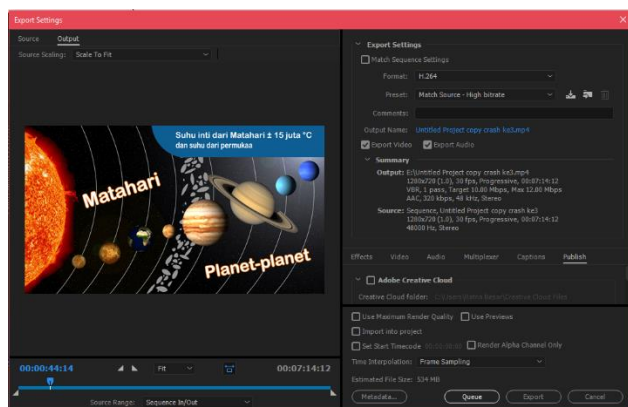 Export Settings
Source Output
Source Scaling: Scale To Fit
Suhu inti dari Matahari ± 15 juta °C
dan suhu dari permukaa
Matahari
Planet-planet
00:00:44:14 Fit 00:07:14:12
Source Range: Sequence In/Out
Export Settings
Match Sequence Settings
Format: H.264
Preset: Match Source - High bitrate
Comments:
Output Name: Untitled Project copy crash ke3.mp4
Export Video Export Audio
Summary
Output: E:\Untitled Project copy crash ke3.mp4
1280x720 (1.0), 30 fps, Progressive, 00:07:14:12
VBR, 1 pass, Target 10.00 Mbps, Max 12.00 Mbps
AAC, 320 kbps, 48 kHz, Stereo
Source: Sequence, Untitled Project copy crash ke3
1280x720 (1.0), 30 fps, Progressive, 00:07:14:12
48000 Hz, Stereo
Effects Video Audio Multiplexer Captions Publish
Adobe Creative Cloud
Creative Cloud Folder:
Use Maximum Render Quality Use Previews
Import into project
Set Start Timecode 00:00:00:00 Render Alpha Channel Only
Time Interpolation: Frame Sampling
Estimated File Size: 534 MB
Metadata... Queue Export Cancel